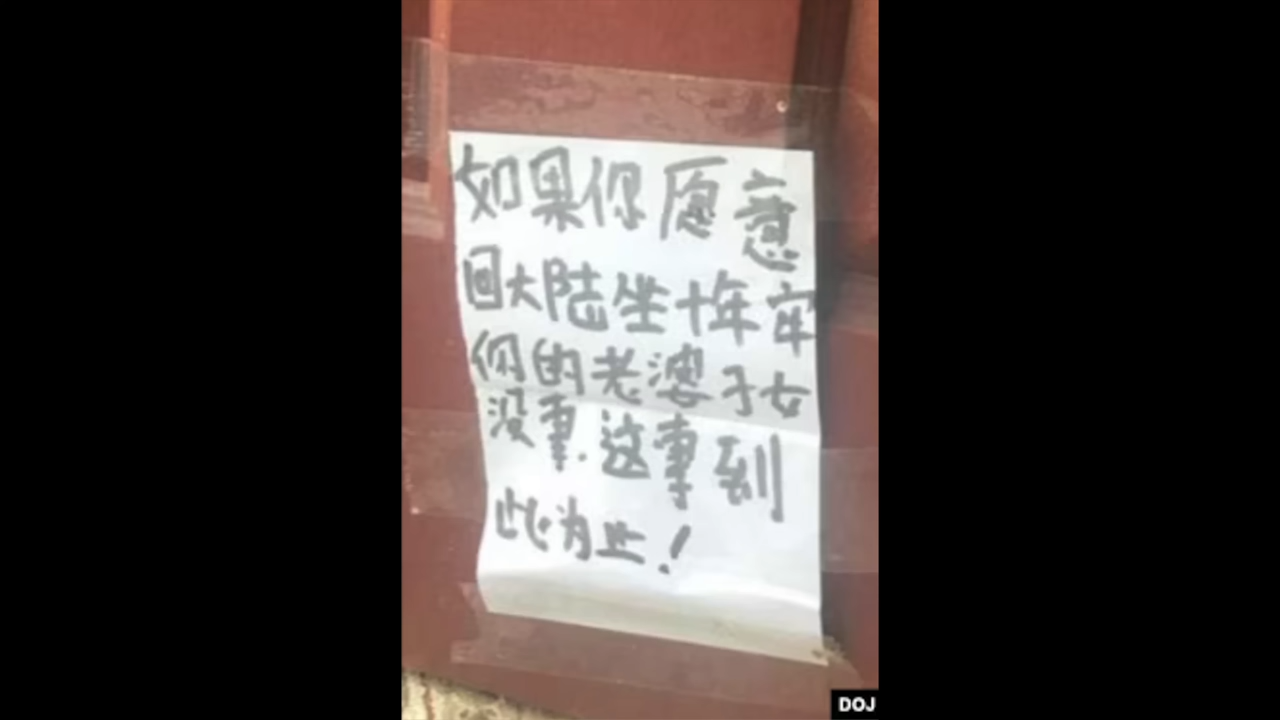 如果你愿意
回大陆坐十年牢
你的老婆子女
没事.这事到
此为止!
DOJ